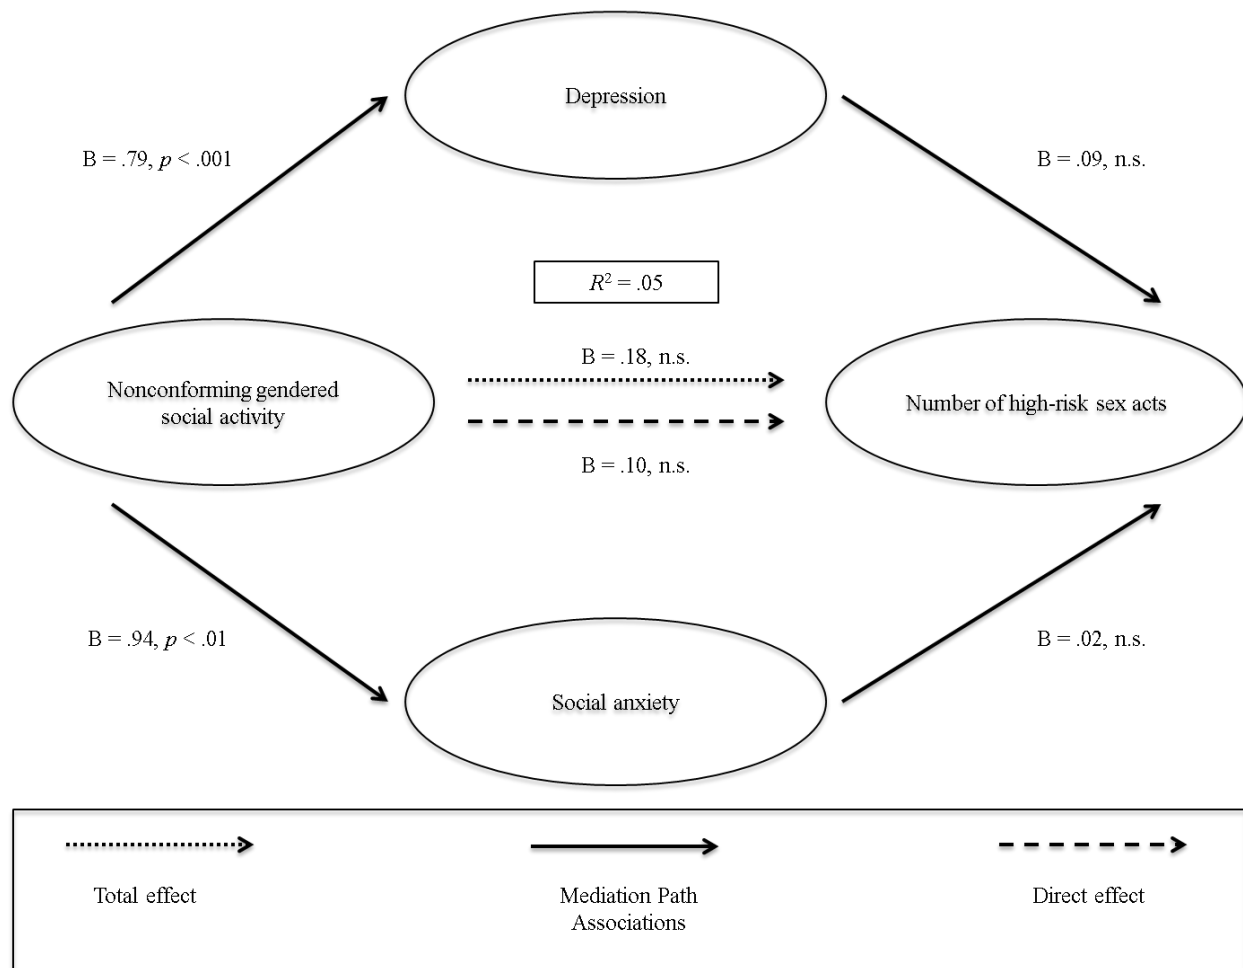 Depression
B = .79, p < .001
B = .09, n.s.
R² = .05
B = .18, n.s.
Nonconforming gendered
social activity
Number of high-risk sex acts
B = .10, n.s.
B = .94, p < .01
B = .02, n.s.
Social anxiety
Total effect
Mediation Path
Associations
Direct effect